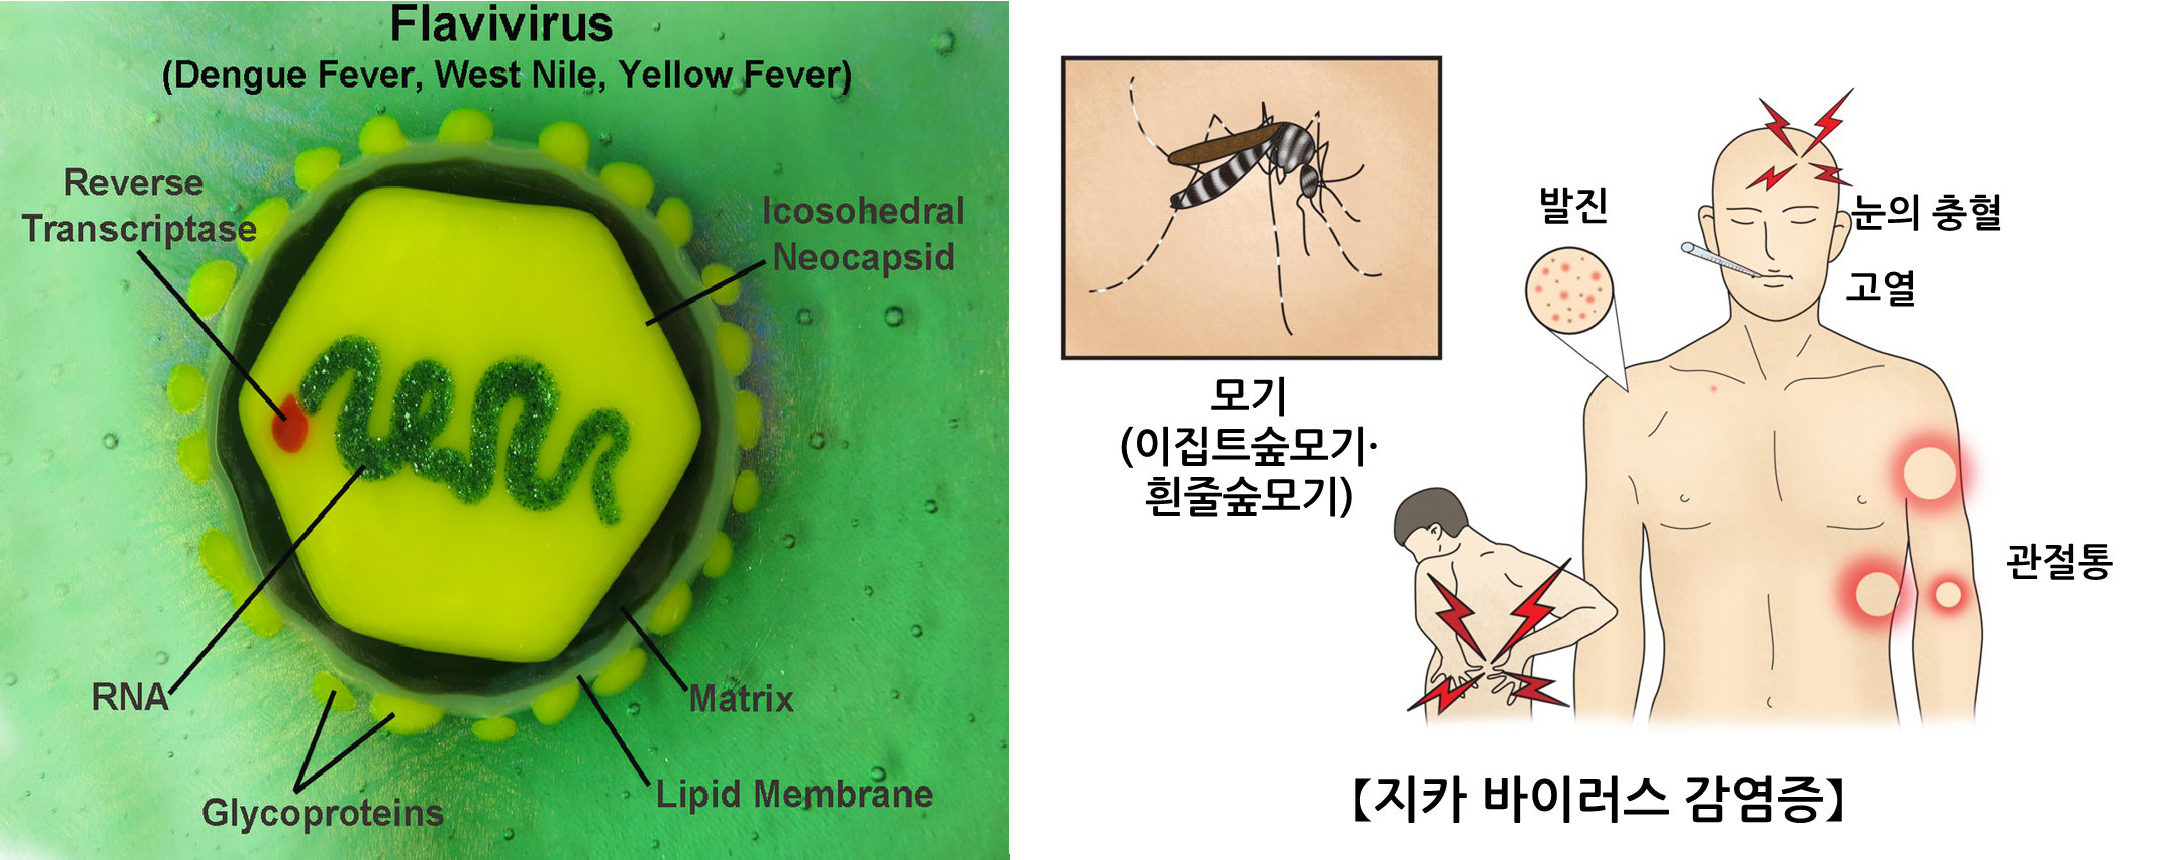 Flavivirus
(Dengue Fever, West Nile, Yellow Fever)
Reverse
Transcriptase
Icosohedral
Neocapsid
RNA
Matrix
Glycoproteins
Lipid Membrane
모기
(이집트숲모기·
흰줄숲모기)
발진
눈의 충혈
고열
관절통
【지카 바이러스 감염증】